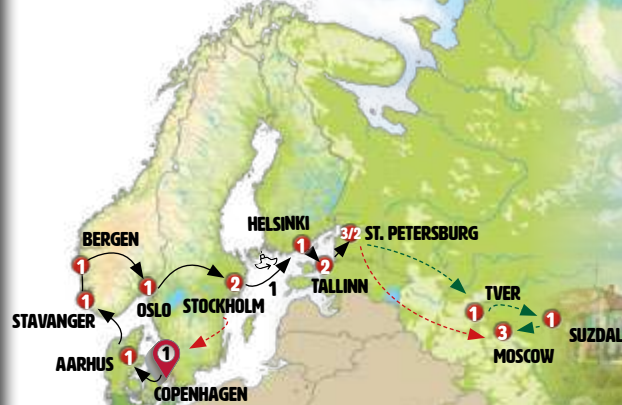 HELSINKI
1
3/2
ST. PETERSBURG
BERGEN
1
1
2
1
2
TALLINN
1
STAVANGER
OSLO
STOCKHOLM
TVER
1
1
3
SUZDAL
MOSCOW
AARHUS
1
1
COPENHAGEN